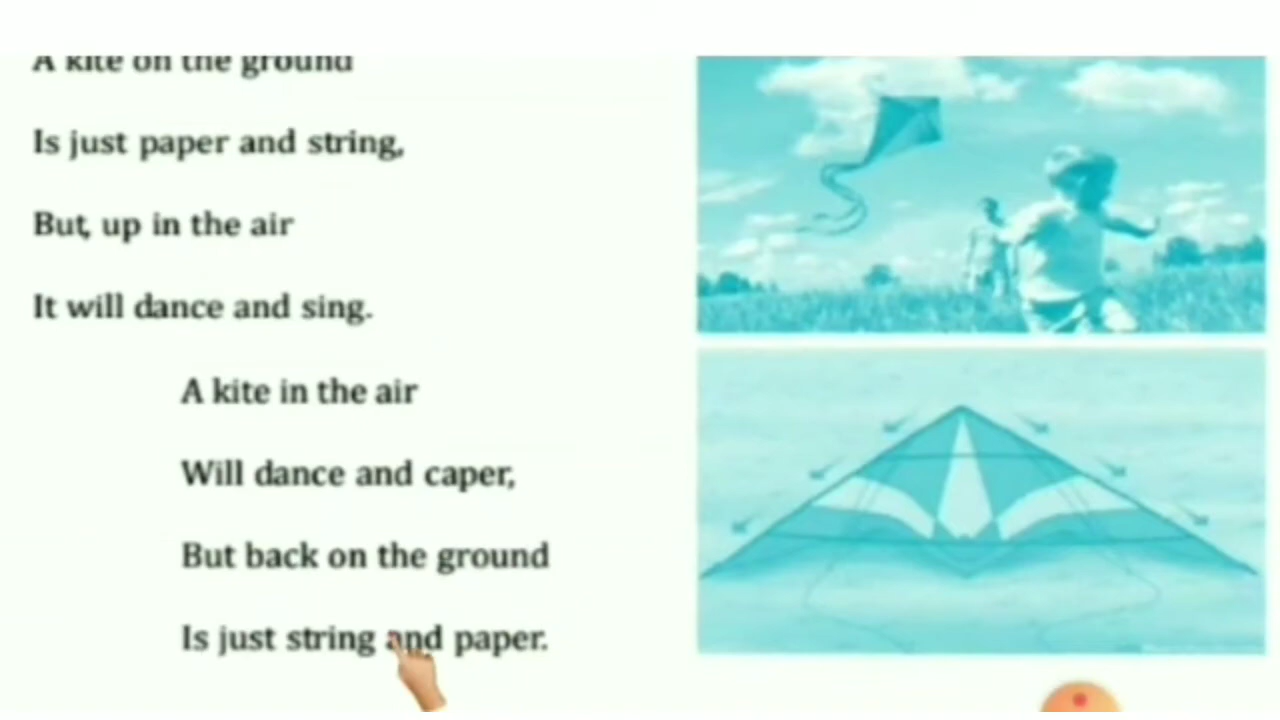 A kite on the ground
Is just paper and string,
But, up in the air
It will dance and sing.
A kite in the air
Will dance and caper,
But back on the ground
Is just string and paper.